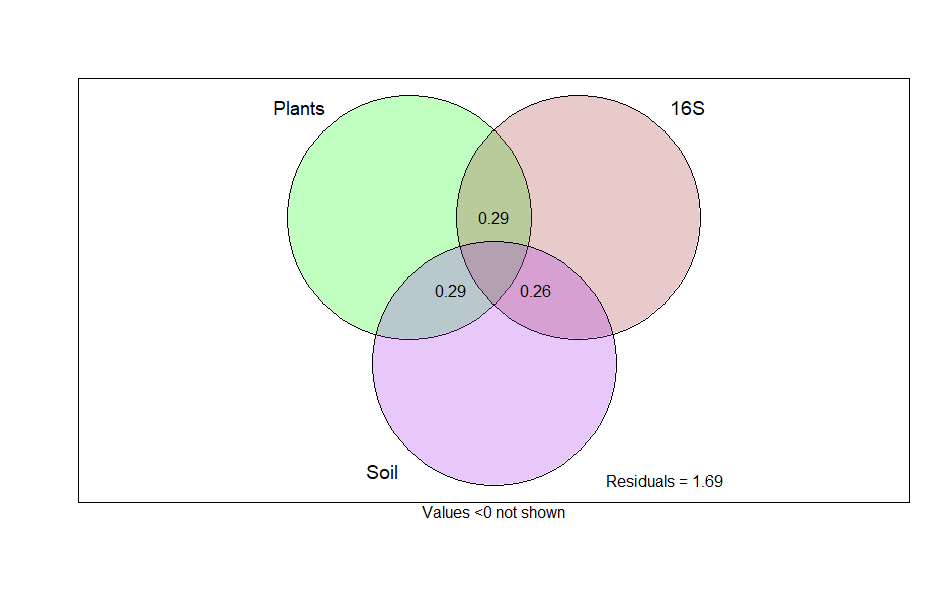 Plants
16S
0.29
0.29
0.26
Soil
Residuals = 1.69
Values <0 not shown